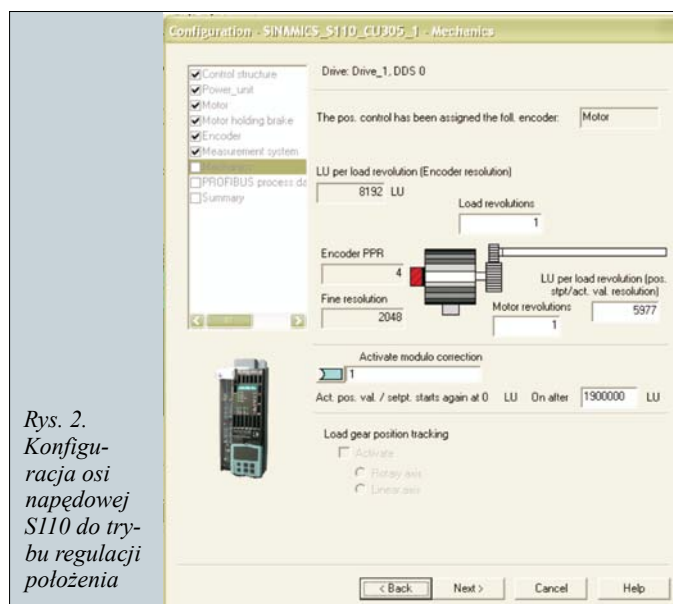 Configuration - SINAMICS_S110_CU305_1 - Mechanics
Control structure
Power_unit
Motor
Motor holding brake
Encoder
Measurement system
Mechanics
PROFIBUS process da
Summary
Drive: Drive_1, DDS 0
The pos. control has been assigned the foll. encoder: Motor
LU per load revolution (Encoder resolution)
8192 LU
Load revolutions
1
Encoder PPR
4
Fine resolution
2048
Motor revolutions
1
LU per load revolution (pos.
stpt/act. val. resolution)
5977
Activate modulo correction
1
Act. pos. val. / setpt. starts again at 0 LU On after 1900000 LU
Load gear position tracking
Activate
Rotary axis
Linear axis
< Back Next > Cancel Help
Rys. 2.
Konfigu-
racja osi
napędowej
S110 do try-
bu regulacji
położenia